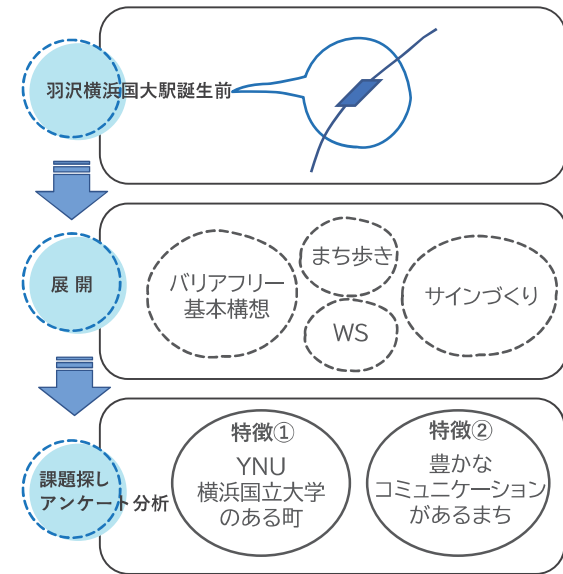 羽沢横浜国大駅誕生前
展 開
バリアフリー
基本構想
まち歩き
WS
サインづくり
課題探し
アンケート分析
特徴①
YNU
横浜国立大学
のある町
特徴②
豊かな
コミュニケーション
があるまち